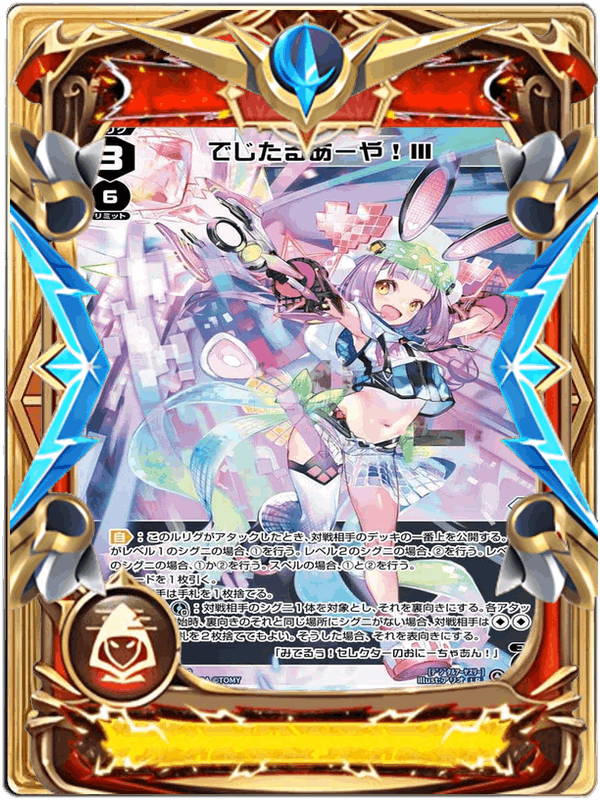 3
でじたるあーや！III
6
リミット
自：このルリグがアタックしたとき、対戦相手のデッキの一番上を公開する。
がレベル１のシグニの場合、①を行う。レベル２のシグニの場合、②を行う。レベ
のシグニの場合、①か②を行う。スペルの場合、①と②を行う。
ードを１枚引く。
手は手札を１枚捨てる。
：対戦相手のシグニ１体を対象とし、それを裏向きにする。各アタッ
始時、裏向きのそれと同じ場所にシグニがない場合、対戦相手は
札を２枚捨ててもよい。そうした場合、それを表向きにする。
「みてるぅ！セレクターのおにーちゃあん！」
©TOMY
Illust.アリオ